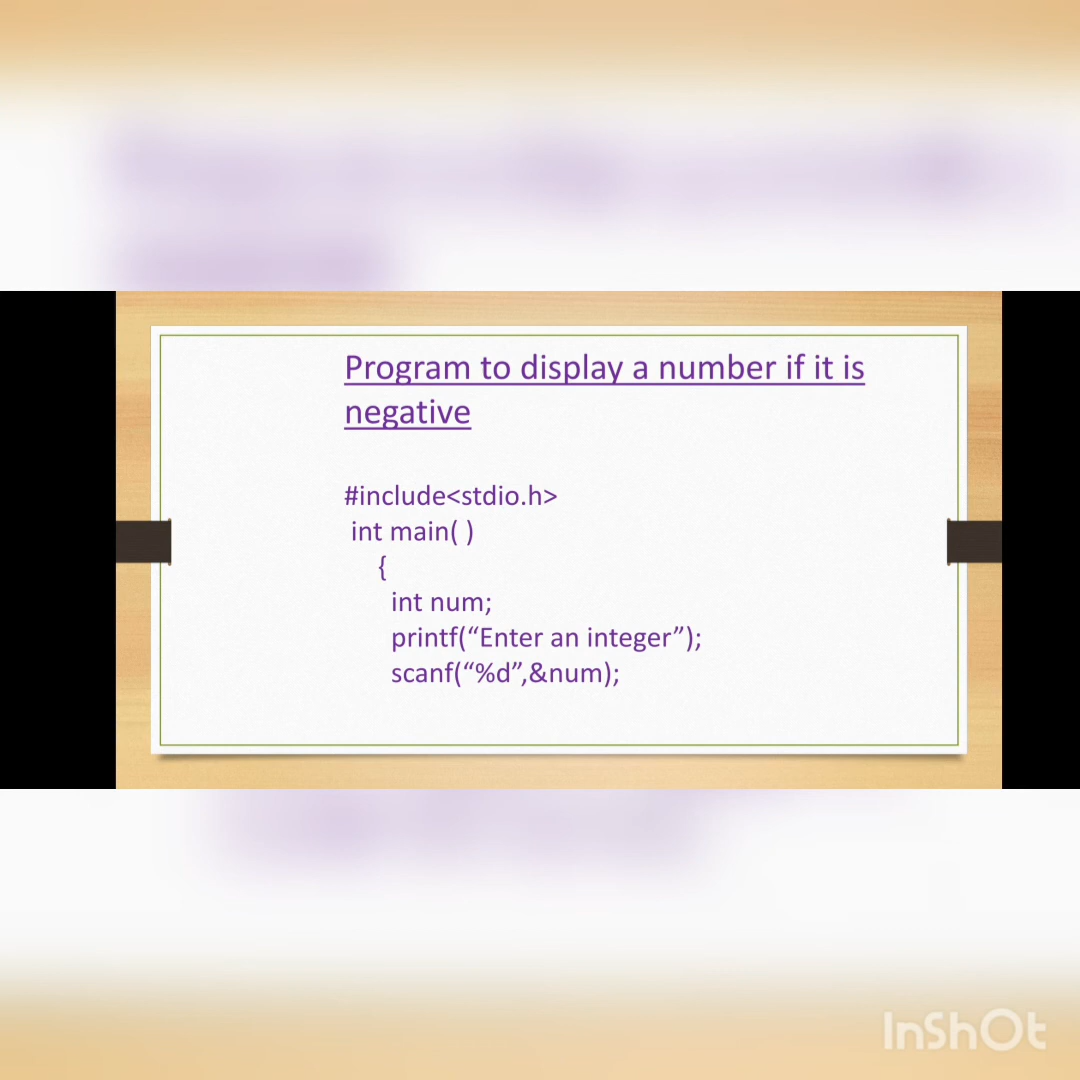 Program to display a number if it is
negative
#include<stdio.h>
int main( )
{
int num;
printf(“Enter an integer”);
scanf(“%d”,&num);
InShOt